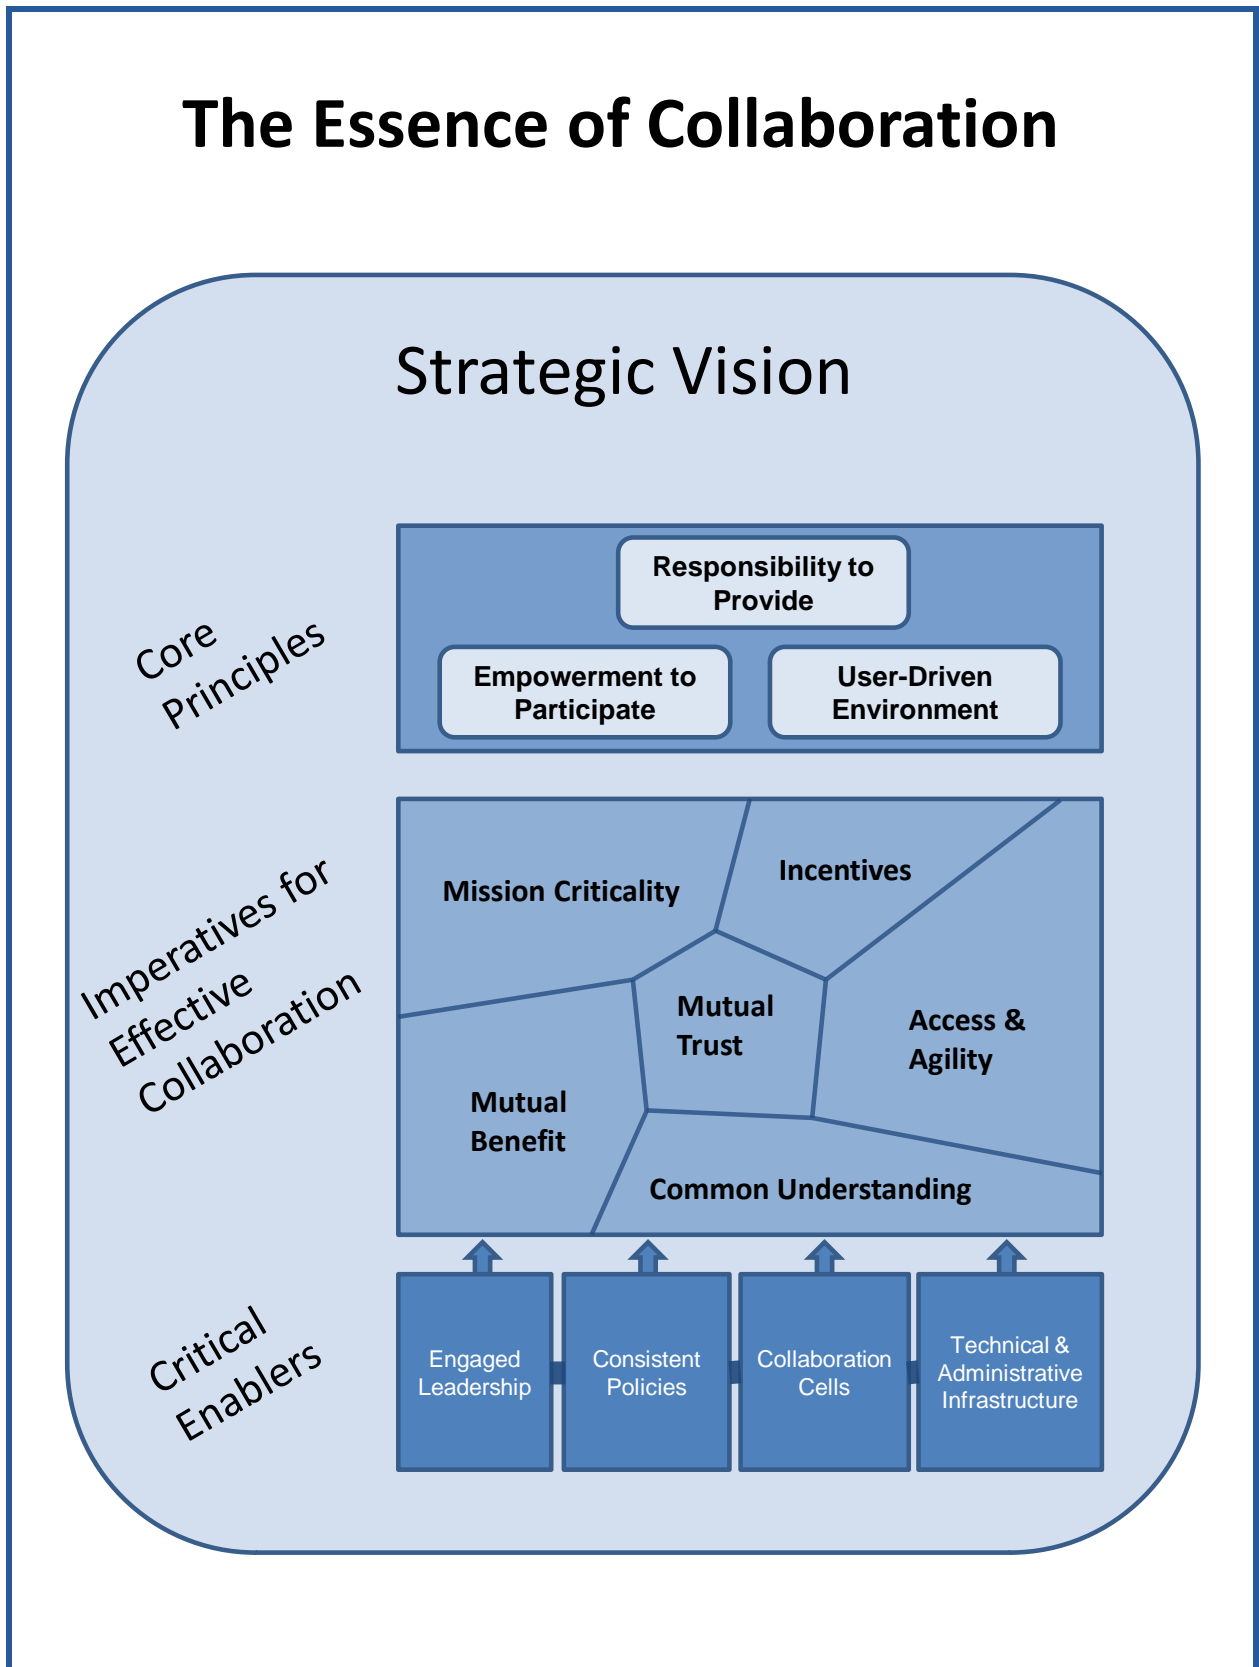 The Essence of Collaboration
Strategic Vision
Core
Principles
Responsibility to
Provide
Empowerment to
Participate
User-Driven
Environment
Imperatives for
Effective
Collaboration
Mission Criticality
Incentives
Mutual
Trust
Access &
Agility
Mutual
Benefit
Common Understanding
Critical
Enablers
Engaged
Leadership
Consistent
Policies
Collaboration
Cells
Technical &
Administrative
Infrastructure